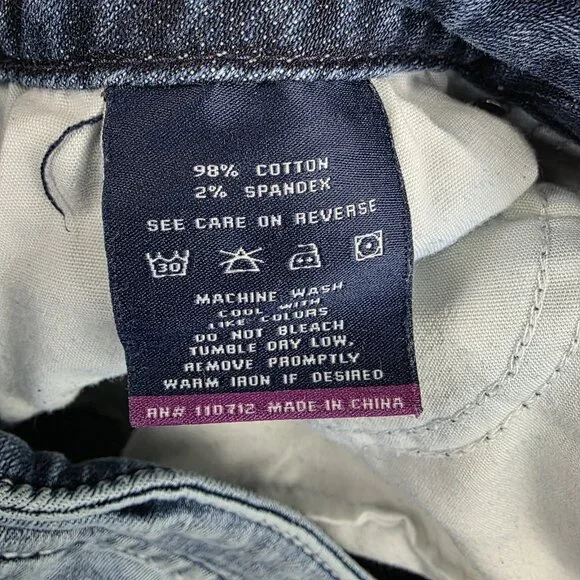 98% COTTON
2% SPANDEX
SEE CARE ON REVERSE
30
MACHINE WASH
COOL WITH
LIKE COLORS
DO NOT BLEACH
TUMBLE DRY LOW.
REMOVE PROMPTLY
WARM IRON IF DESIRED
RN# 110712 MADE IN CHINA